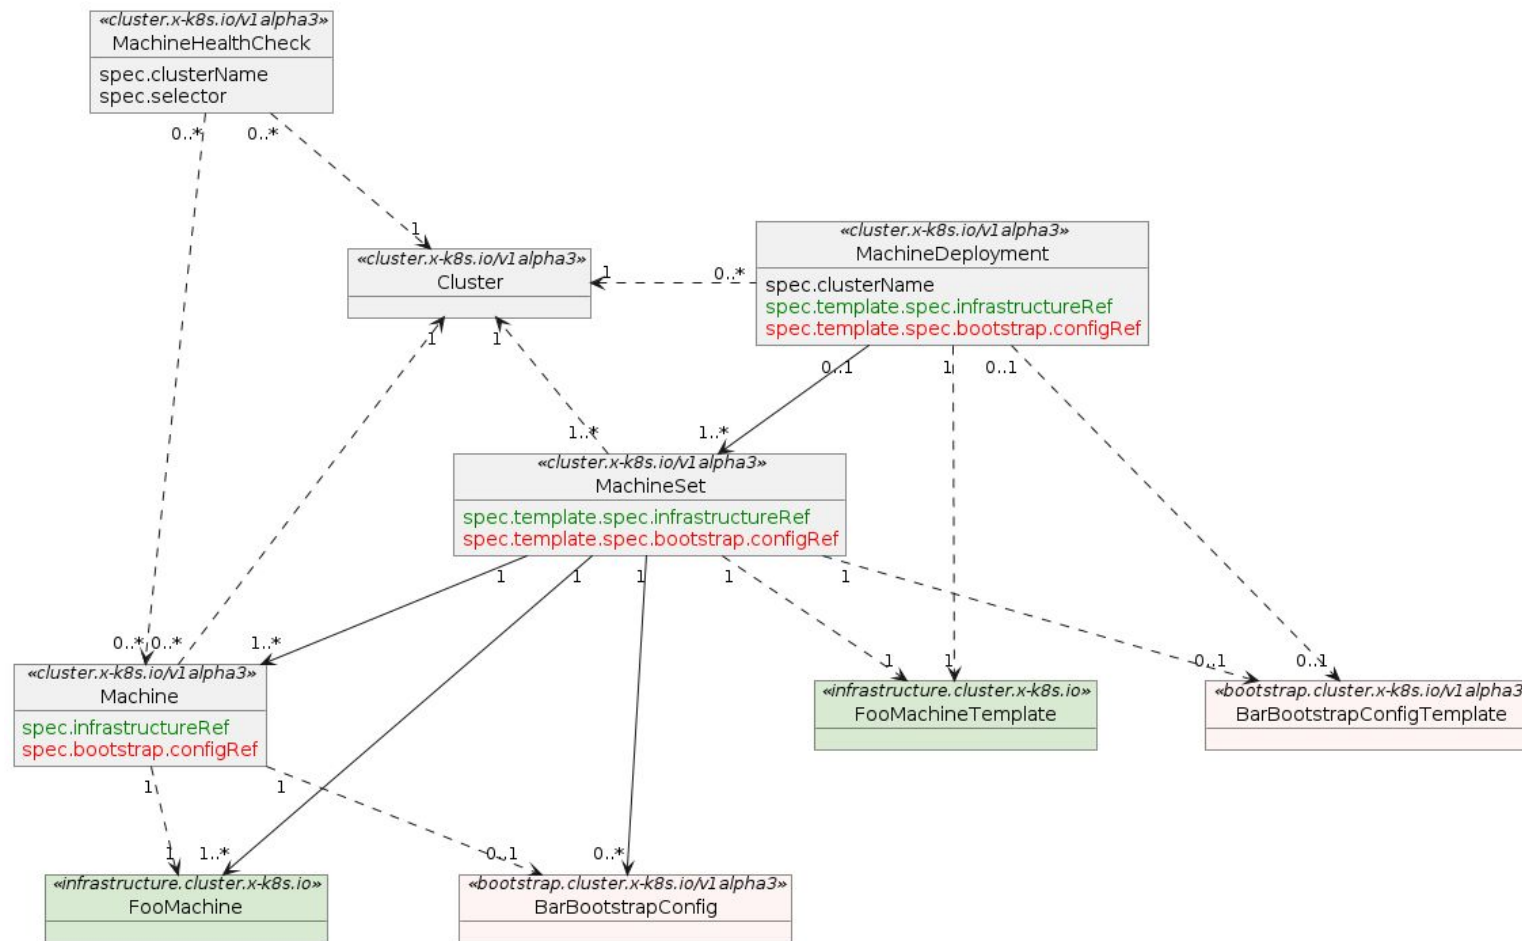 «cluster.x-k8s.io/v1alpha3»
MachineHealthCheck
spec.clusterName
spec.selector
0..*
0..*
1
«cluster.x-k8s.io/v1alpha3»
Cluster
1
0..*
«cluster.x-k8s.io/v1alpha3»
MachineDeployment
spec.clusterName
spec.template.spec.infrastructureRef
spec.template.spec.bootstrap.configRef
1
1
0..1
1
0..1
1..*
1..*
«cluster.x-k8s.io/v1alpha3»
MachineSet
spec.template.spec.infrastructureRef
spec.template.spec.bootstrap.configRef
1
1
1
1
1
0..*
0..*
1..*
1
1
0..1
0..1
«cluster.x-k8s.io/v1alpha3»
Machine
spec.infrastructureRef
spec.bootstrap.configRef
«infrastructure.cluster.x-k8s.io»
FooMachineTemplate
«bootstrap.cluster.x-k8s.io/v1alpha3
BarBootstrapConfigTemplate
1
1
1
1..*
0..1
0..*
«infrastructure.cluster.x-k8s.io»
FooMachine
«bootstrap.cluster.x-k8s.io/v1alpha3»
BarBootstrapConfig